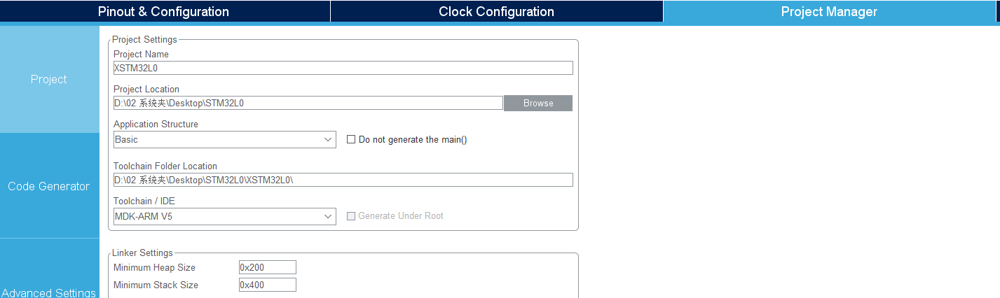 Pinout & Configuration
Clock Configuration
Project Manager
Project
Code Generator
Advanced Settings
Project Settings
Project Name
XSTM32L0
Project Location
D:\02 系统夹\Desktop\STM32L0
Browse
Application Structure
Basic
Do not generate the main()
Toolchain Folder Location
D:\02 系统夹\Desktop\STM32L0\XSTM32L0\
Toolchain / IDE
MDK-ARM V5
Generate Under Root
Linker Settings
Minimum Heap Size
0x200
Minimum Stack Size
0x400